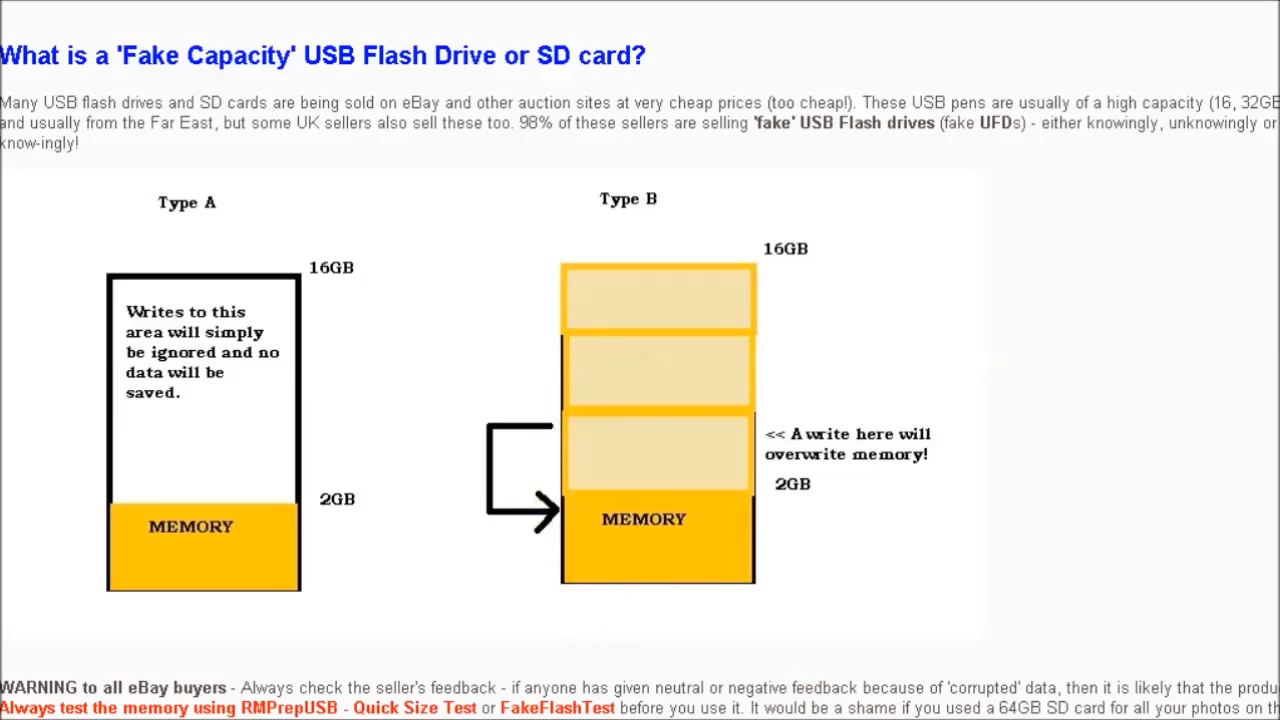 What is a 'Fake Capacity' USB Flash Drive or SD card?
Many USB flash drives and SD cards are being sold on eBay and other auction sites at very cheap prices (too cheap!). These USB pens are usually of a high capacity (16, 32GB
and usually from the Far East, but some UK sellers also sell these too. 98% of these sellers are selling 'fake' USB Flash drives (fake UFDs) - either knowingly, unknowingly or
know-ingly!
Type A
Type B
16GB
16GB
Writes to this
area will simply
be ignored and no
data will be
saved.
<< A write here will
overwrite memory!
2GB
2GB
MEMORY
MEMORY
WARNING to all eBay buyers - Always check the seller's feedback - if anyone has given neutral or negative feedback because of 'corrupted' data, then it is likely that the produ
Always test the memory using RMPrepUSB - Quick Size Test or FakeFlashTest before you use it. It would be a shame if you used a 64GB SD card for all your photos on th